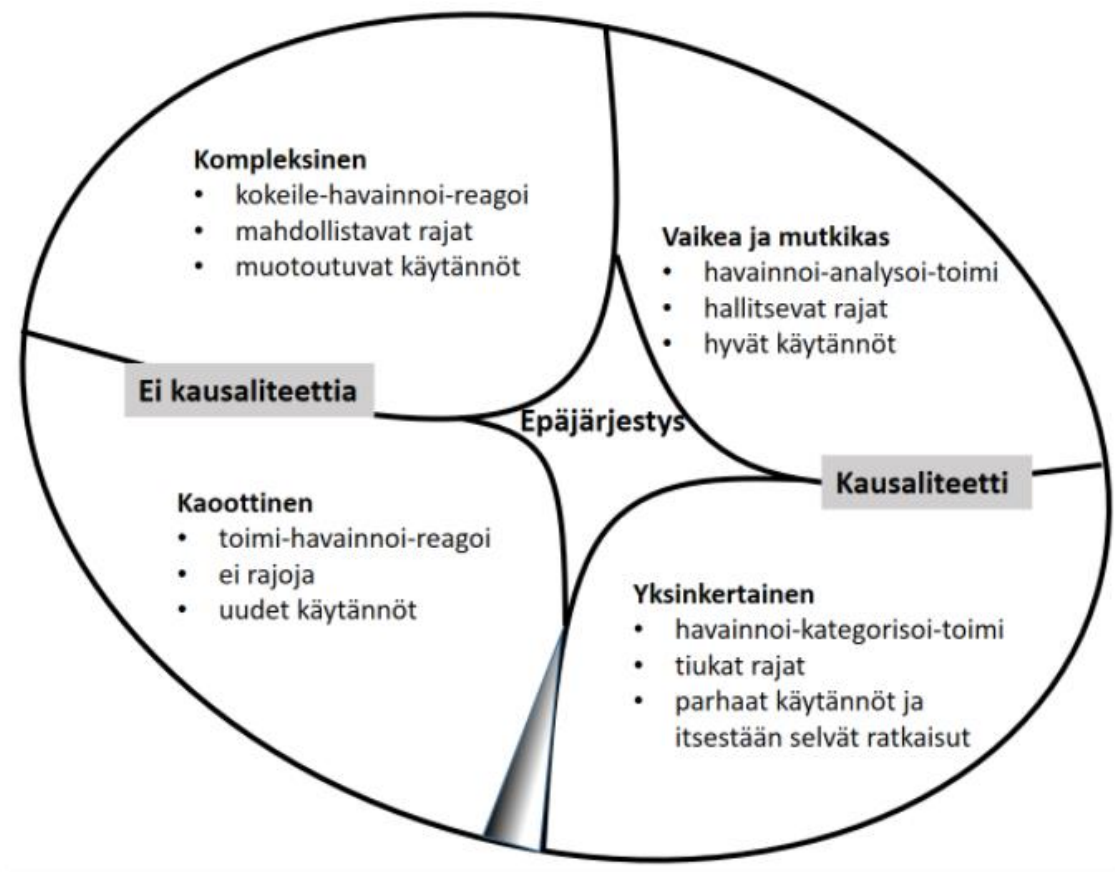 Kompleksinen
• kokeile-havainnoi-reagoi
• mahdollistavat rajat
• muotoutuvat käytännöt
Vaikea ja mutkikas
• havainnoi-analysoi-toimi
• hallitsevat rajat
• hyvät käytännöt
Ei kausaliteettia
Epäjärjestys
Kausaliteetti
Kaoottinen
• toimi-havainnoi-reagoi
• ei rajoja
• uudet käytännöt
Yksinkertainen
• havainnoi-kategorisoi-toimi
• tiukat rajat
• parhaat käytännöt ja
itsestään selvät ratkaisut